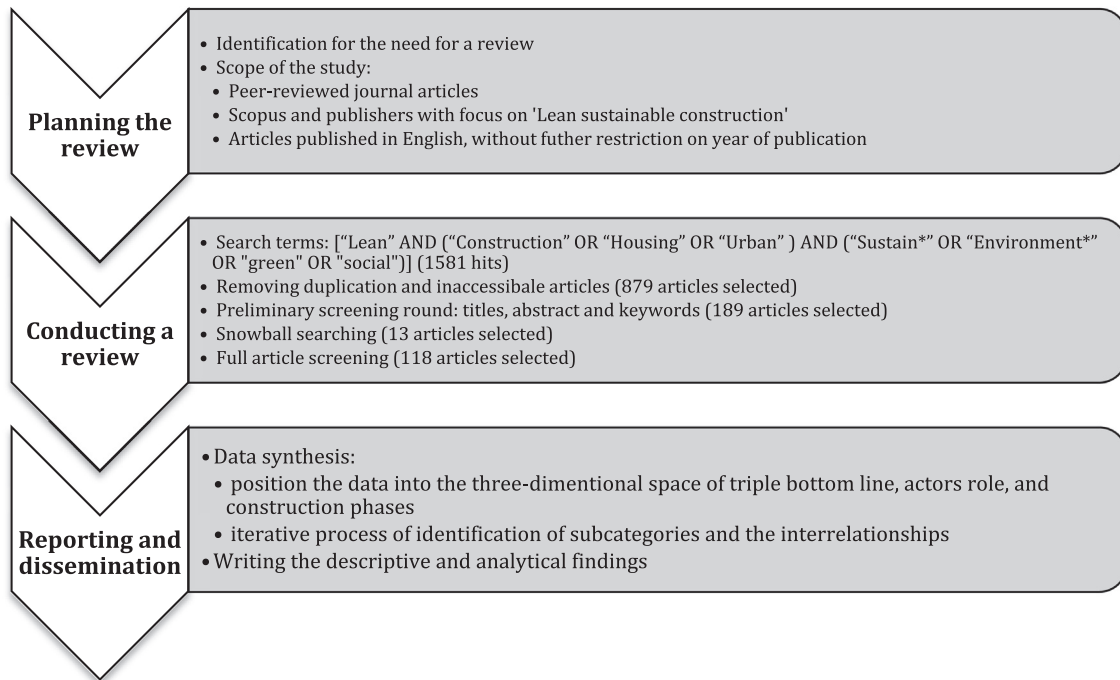 Planning the
review
• Identification for the need for a review
• Scope of the study:
• Peer-reviewed journal articles
• Scopus and publishers with focus on 'Lean sustainable construction'
• Articles published in English, without futher restriction on year of publication
Conducting a
review
• Search terms: [“Lean” AND (“Construction” OR “Housing” OR “Urban” ) AND (“Sustain*” OR “Environment*”
OR "green" OR "social")] (1581 hits)
• Removing duplication and inaccessibale articles (879 articles selected)
• Preliminary screening round: titles, abstract and keywords (189 articles selected)
• Snowball searching (13 articles selected)
• Full article screening (118 articles selected)
Reporting and
dissemination
• Data synthesis:
• position the data into the three-dimentional space of triple bottom line, actors role, and
construction phases
• iterative process of identification of subcategories and the interrelationships
• Writing the descriptive and analytical findings